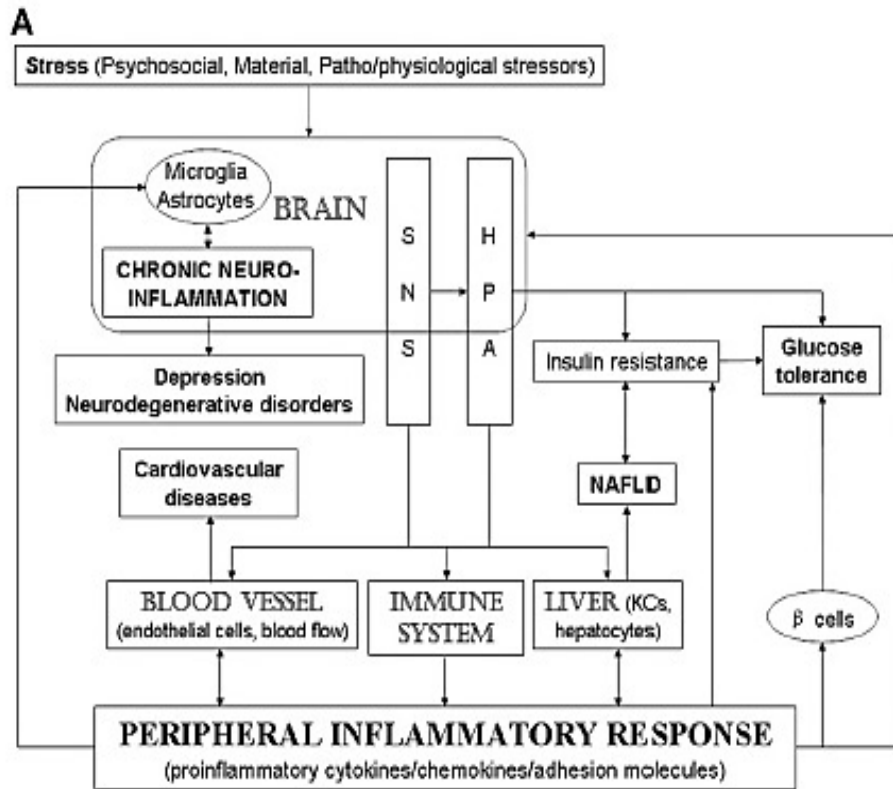 A
Stress (Psychosocial, Material, Patho/physiological stressors)
Microglia
Astrocytes
BRAIN
CHRONIC NEURO-
INFLAMMATION
S
N
S
H
P
A
Depression
Neurodegenerative disorders
Insulin resistance
Glucose
tolerance
Cardiovascular
diseases
NAFLD
BLOOD VESSEL
(endothelial cells, blood flow)
IMMUNE
SYSTEM
LIVER (KCs,
hepatocytes)
β cells
PERIPHERAL INFLAMMATORY RESPONSE
(proinflammatory cytokines/chemokines/adhesion molecules)